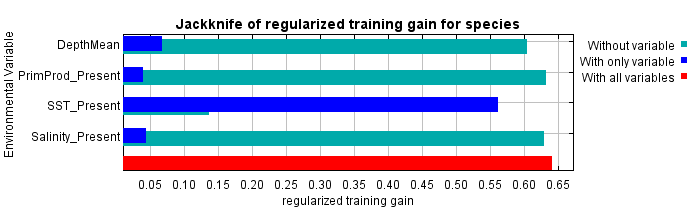 Jackknife of regularized training gain for species
Environmental Variable
DepthMean
PrimProd_Present
SST_Present
Salinity_Present
Without variable
With only variable
With all variables
0.05 0.10 0.15 0.20 0.25 0.30 0.35 0.40 0.45 0.50 0.55 0.60 0.65
regularized training gain